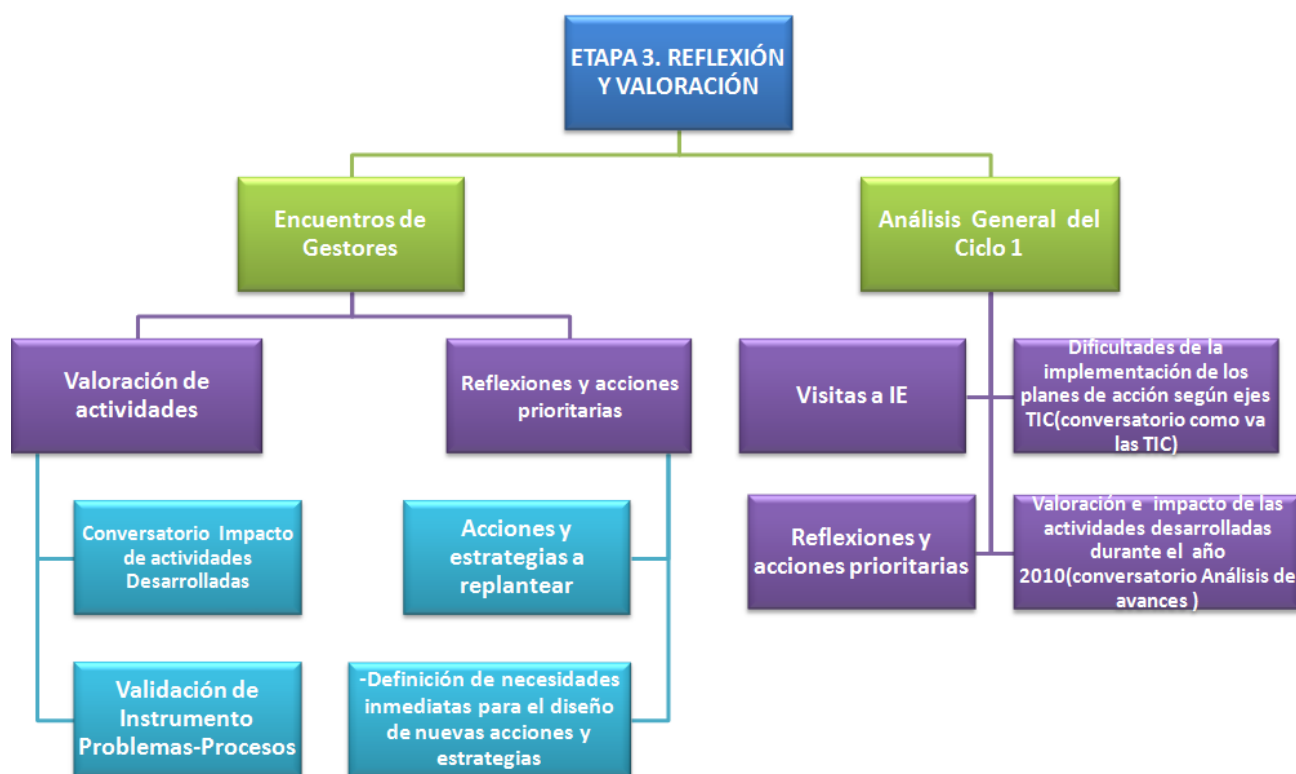 ETAPA 3. REFLEXIÓN
Y VALORACIÓN
Encuentros de
Gestores
Análisis General del
Ciclo 1
Valoración de
actividades
Reflexiones y acciones
prioritarias
Visitas a IE
Dificultades de la
implementación de los
planes de acción según ejes
TIC(conversatorio como va
las TIC)
Conversatorio Impacto
de actividades
Desarrolladas
Acciones y
estrategias a
replantear
Reflexiones y
acciones prioritarias
Valoración e impacto de las
actividades desarrolladas
durante el año
2010(conversatorio Análisis de
avances )
Validación de
Instrumento
Problemas-Procesos
-Definición de necesidades
inmediatas para el diseño
de nuevas acciones y
estrategias